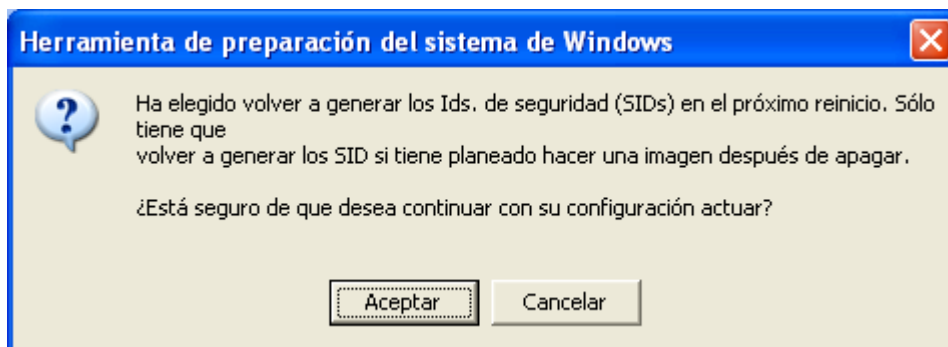 Herramienta de preparación del sistema de Windows
Ha elegido volver a generar los Ids. de seguridad (SIDs) en el próximo reinicio. Sólo
tiene que
volver a generar los SID si tiene planeado hacer una imagen después de apagar.
¿Está seguro de que desea continuar con su configuración actuar?
Aceptar
Cancelar